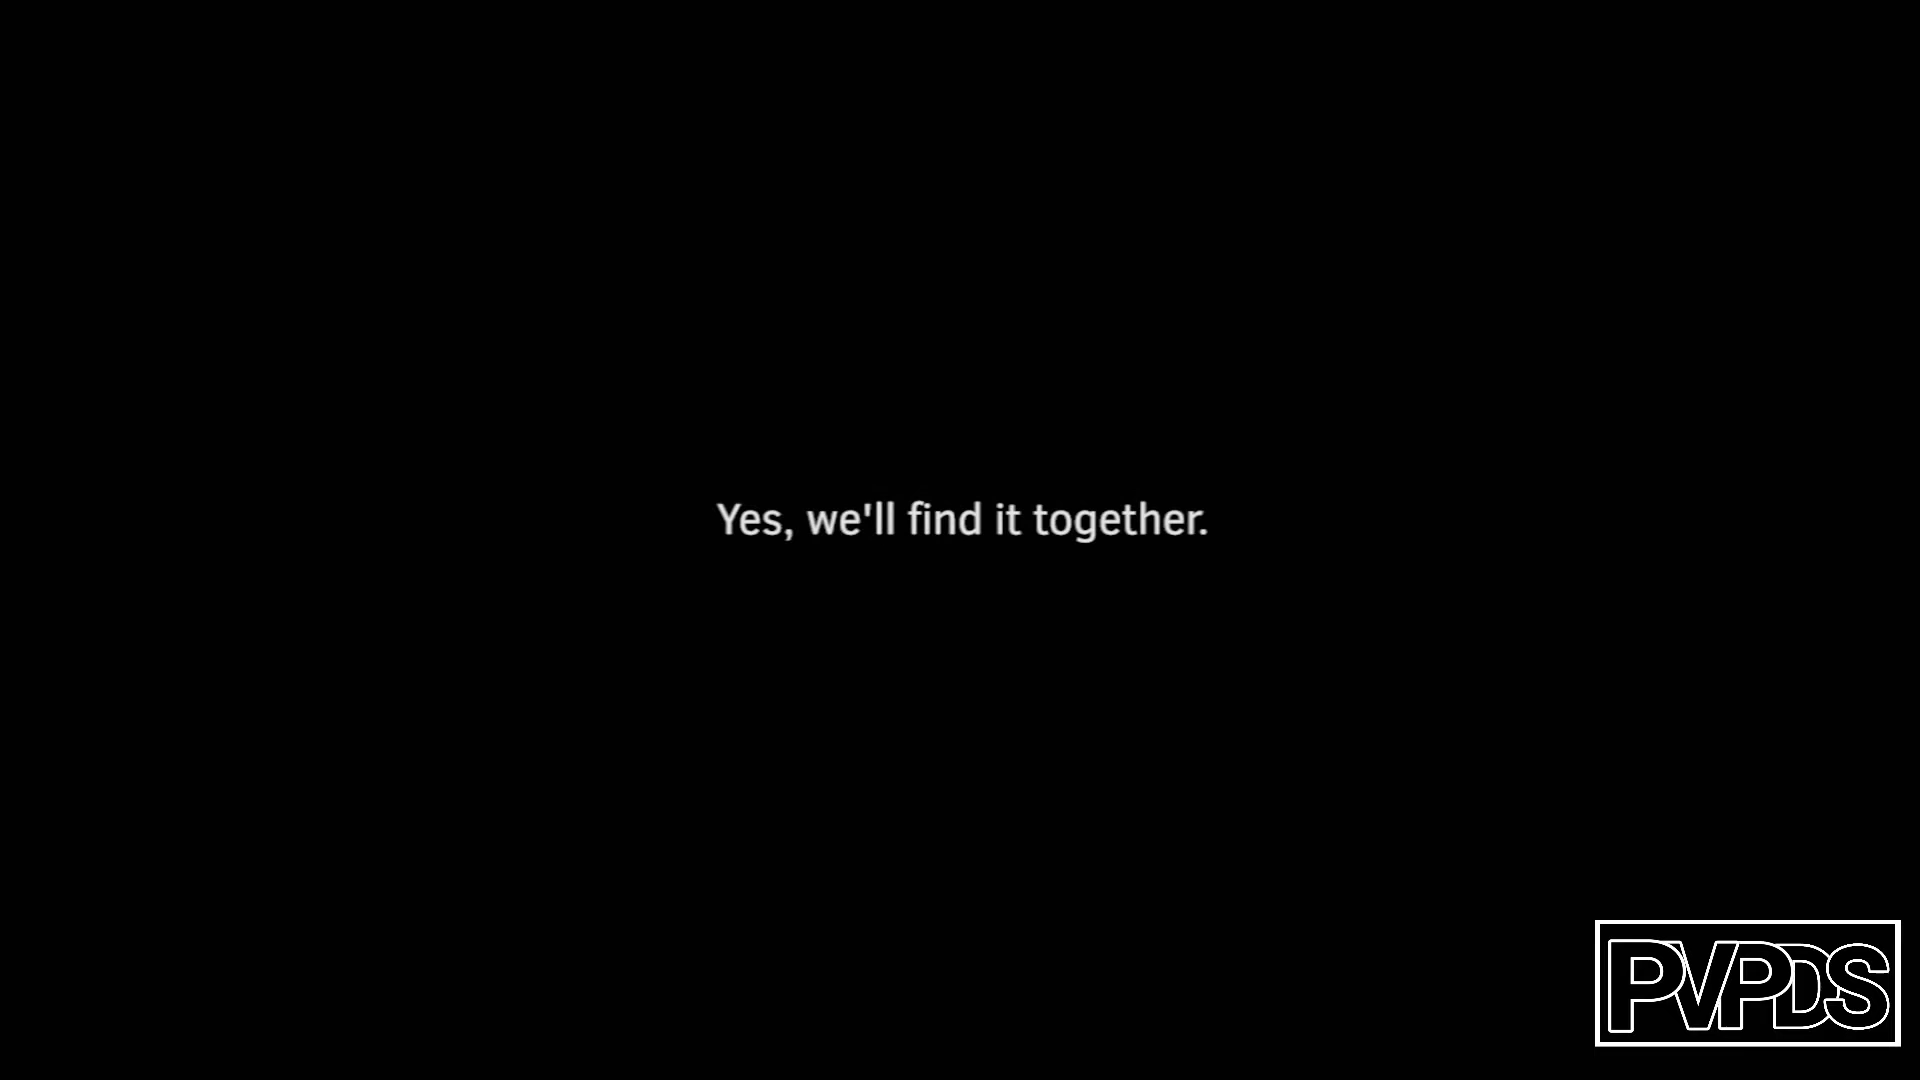 Yes, we'll find it together.
PVPDS